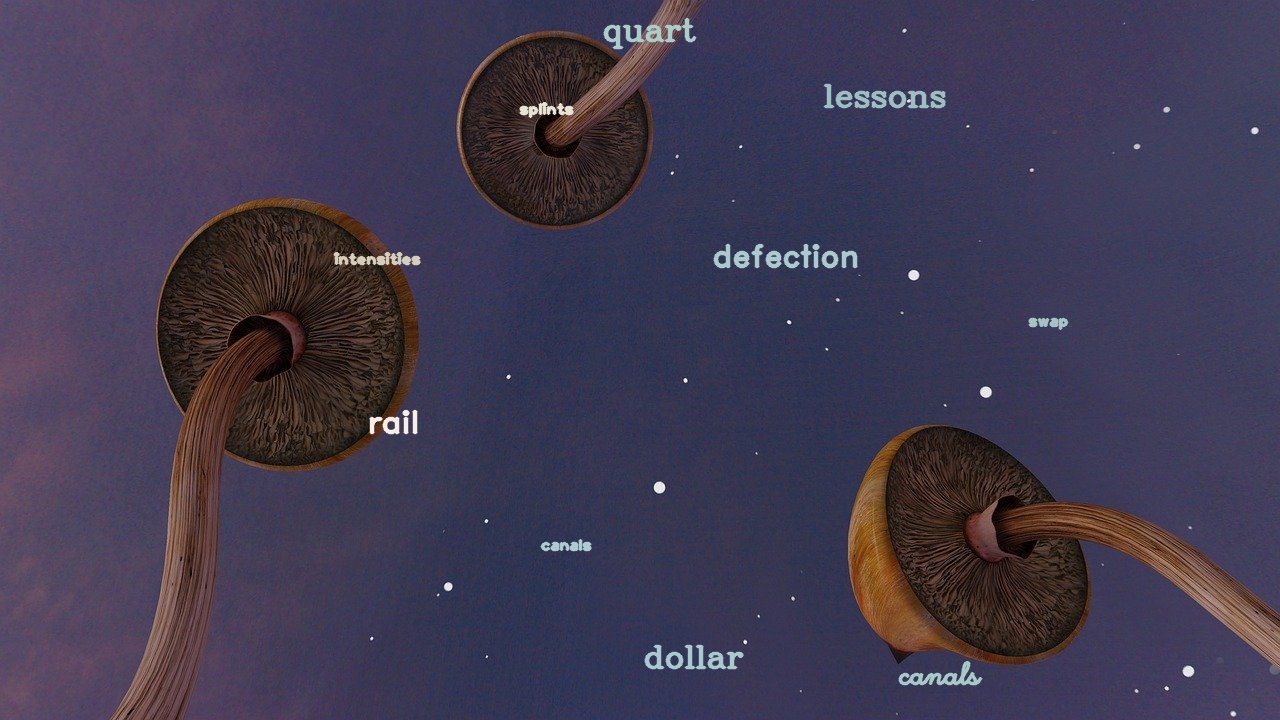 quart
lessons
splints
defection
intensities
swap
rail
canals
dollar
canals